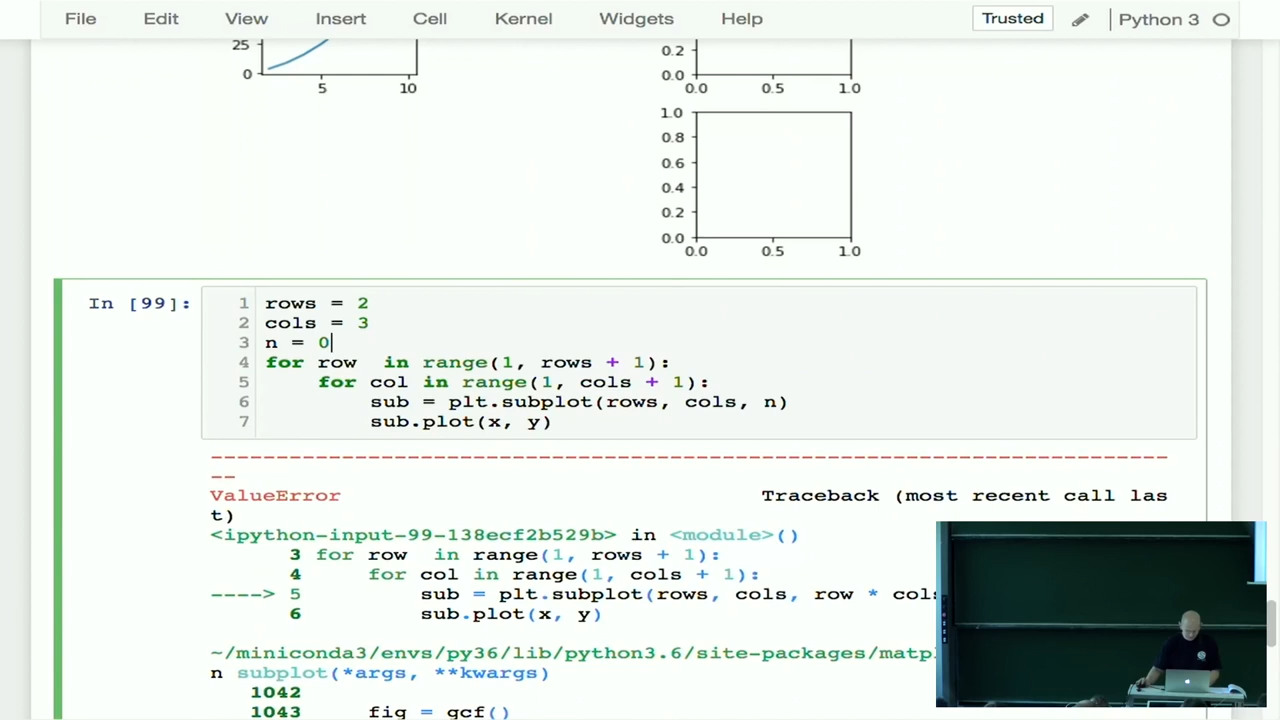 File Edit View Insert Cell Kernel Widgets Help Trusted Python 3
25
0
5 10
0.2
0.0
0.0 0.5 1.0
1.0
0.8
0.6
0.4
0.2
0.0
0.0 0.5 1.0
In [99]:
1 rows = 2
2 cols = 3
3 n = 0
4 for row  in range(1, rows + 1):
5     for col in range(1, cols + 1):
6         sub = plt.subplot(rows, cols, n)
7         sub.plot(x, y)
---------------------------------------------------------------------------
ValueError                                Traceback (most recent call las
t)
<ipython-input-99-138ecf2b529b> in <module>()
      3 for row  in range(1, rows + 1):
      4     for col in range(1, cols + 1):
----> 5         sub = plt.subplot(rows, cols, row * cols
      6         sub.plot(x, y)
~/miniconda3/envs/py36/lib/python3.6/site-packages/matp
n subplot(*args, **kwargs)
   1042
   1043     fig = gcf()